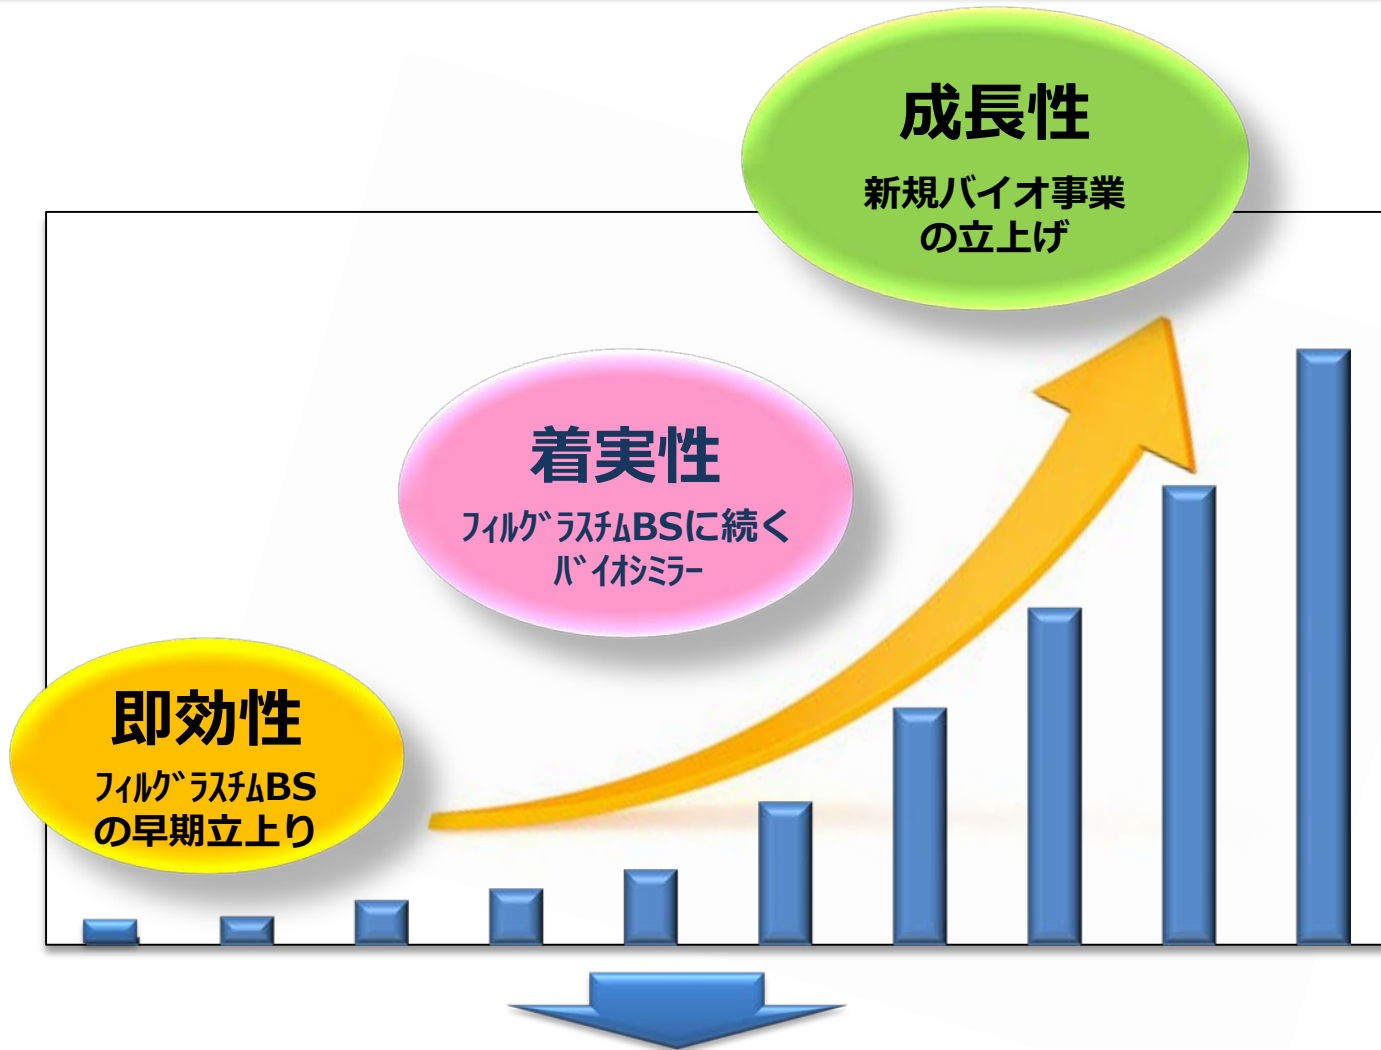 成長性
新規バイオ事業
の立上げ
着実性
ﾌｨﾙｸﾞﾗｽﾁﾑBSに続く
ﾊﾞｲｵｼﾐﾗｰ
即効性
ﾌｨﾙｸﾞﾗｽﾁﾑBS
の早期立上り